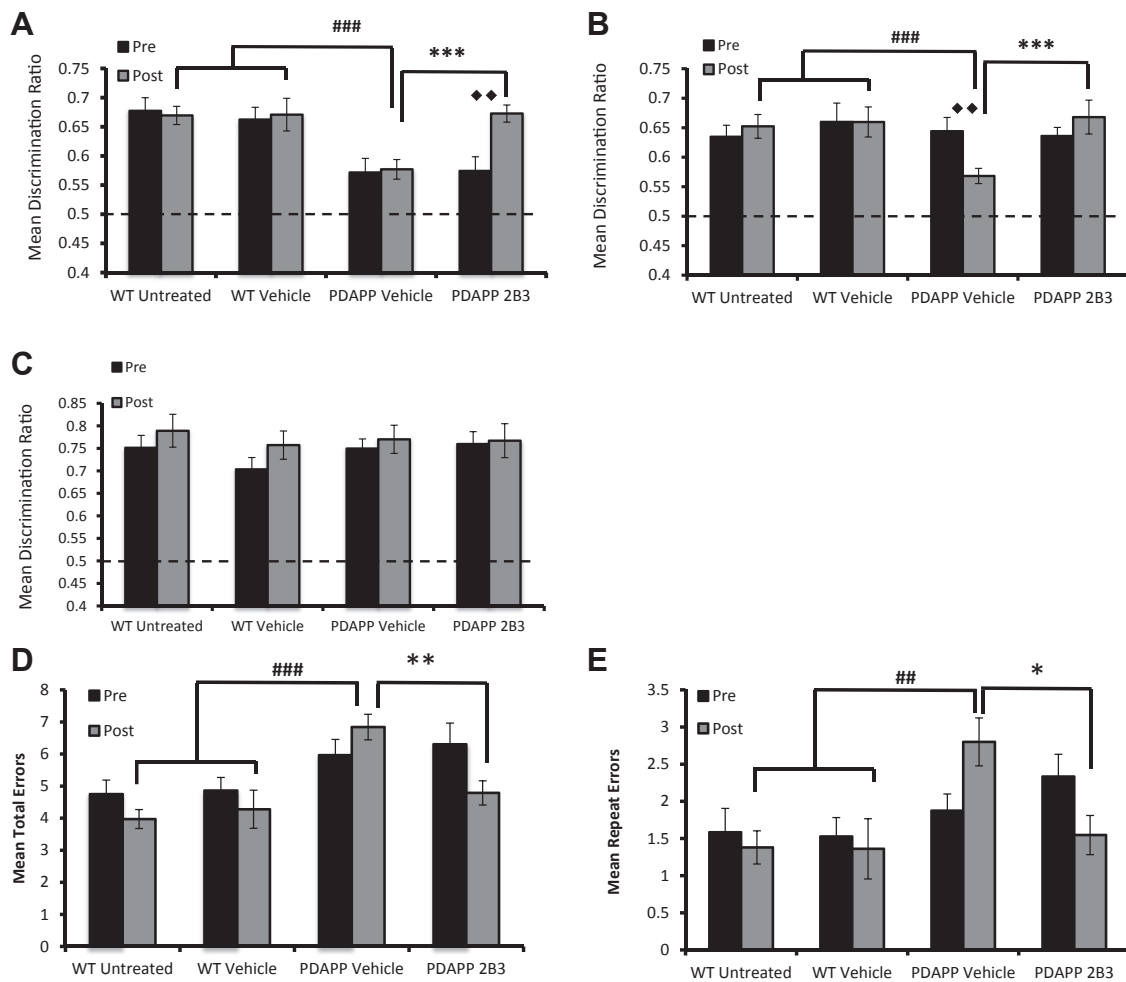 A
Pre
Post
###
***
◆◆
Mean Discrimination Ratio
0.75
0.7
0.65
0.6
0.55
0.5
0.45
0.4
WT Untreated WT Vehicle PDAPP Vehicle PDAPP 2B3
B
Pre
Post
###
***
◆◆
Mean Discrimination Ratio
0.75
0.7
0.65
0.6
0.55
0.5
0.45
0.4
WT Untreated WT Vehicle PDAPP Vehicle PDAPP 2B3
C
Pre
Post
Mean Discrimination Ratio
0.85
0.8
0.75
0.7
0.65
0.6
0.55
0.5
0.45
0.4
WT Untreated WT Vehicle PDAPP Vehicle PDAPP 2B3
D
Pre
Post
###
**
Mean Total Errors
8
7
6
5
4
3
2
1
0
WT Untreated WT Vehicle PDAPP Vehicle PDAPP 2B3
E
Pre
Post
##
*
Mean Repeat Errors
3.5
3
2.5
2
1.5
1
0.5
0
WT Untreated WT Vehicle PDAPP Vehicle PDAPP 2B3